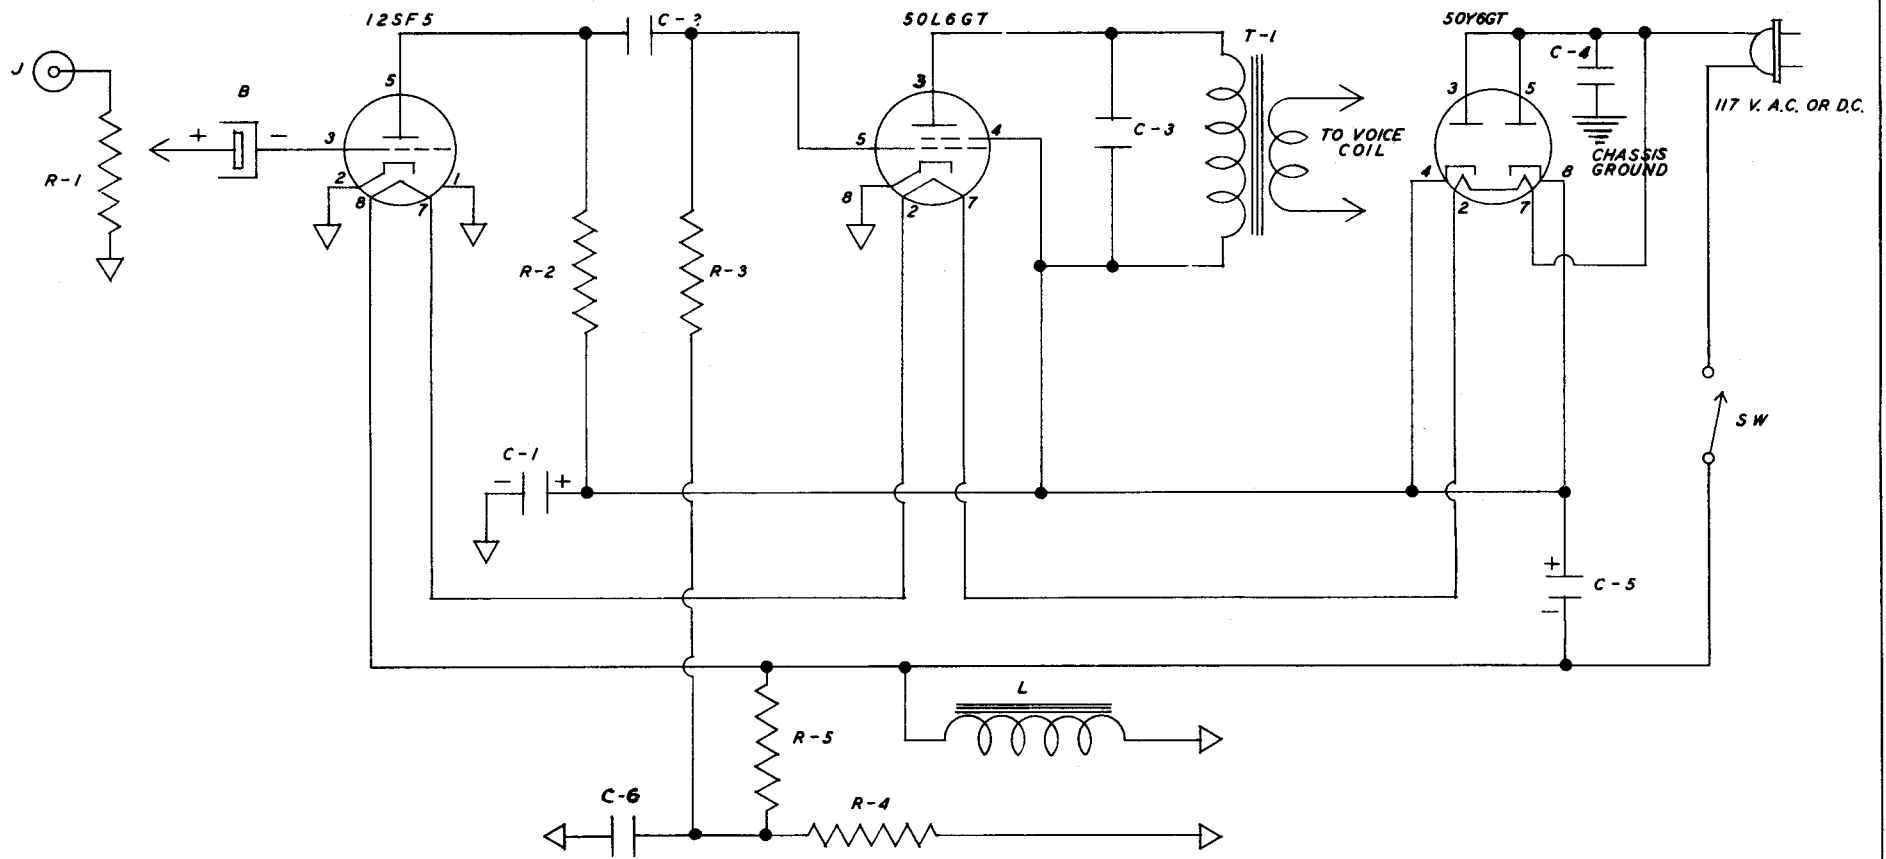 12SF5
C-?
50L6GT
T-1
50Y6GT
C-4
J
B
5
3
3
5
117 V. A.C. OR D.C.
+
-
3
5
4
C-3
TO VOICE
COIL
CHASSIS
GROUND
R-1
2
1
8
7
8
2
7
4
8
2
7
R-2
R-3
SW
C-1
-
+
+
C-5
-
L
R-5
C-6
R-4